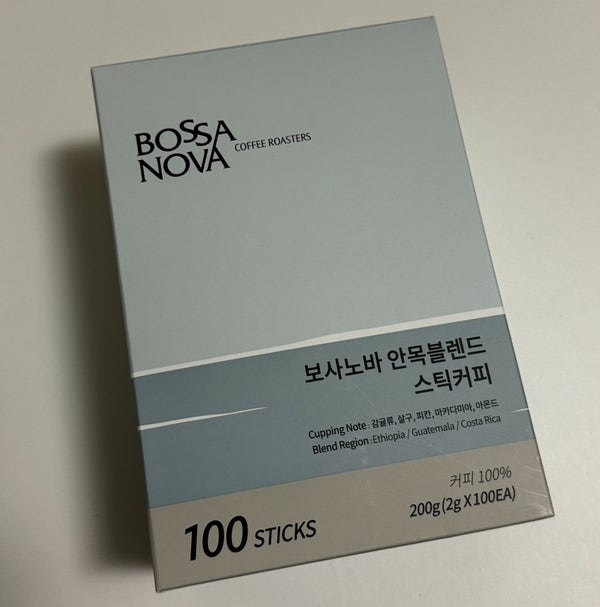 BOSSA
NOVA COFFEE ROASTERS
보사노바 안목블렌드
스틱커피
Cupping Note : 감귤류, 살구, 피칸, 마카다미아, 아몬드
Blend Region : Ethiopia / Guatemala / Costa Rica
커피 100%
200g (2g X 100EA)
100 STICKS